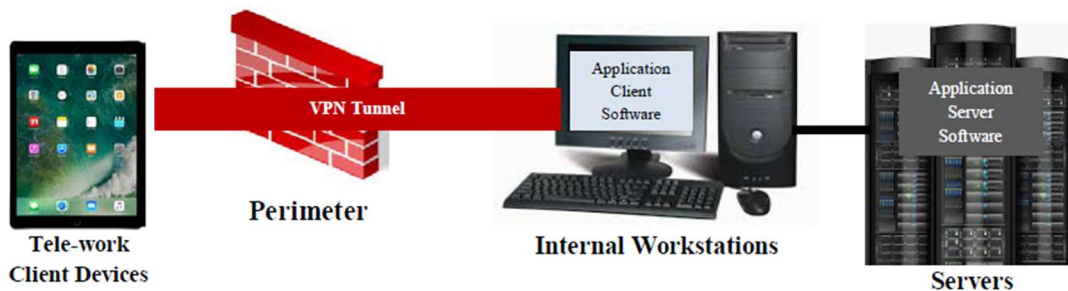 VPN Tunnel
Application
Client
Software
Application
Server
Software
Perimeter
Tele-work
Client Devices
Internal Workstations
Servers